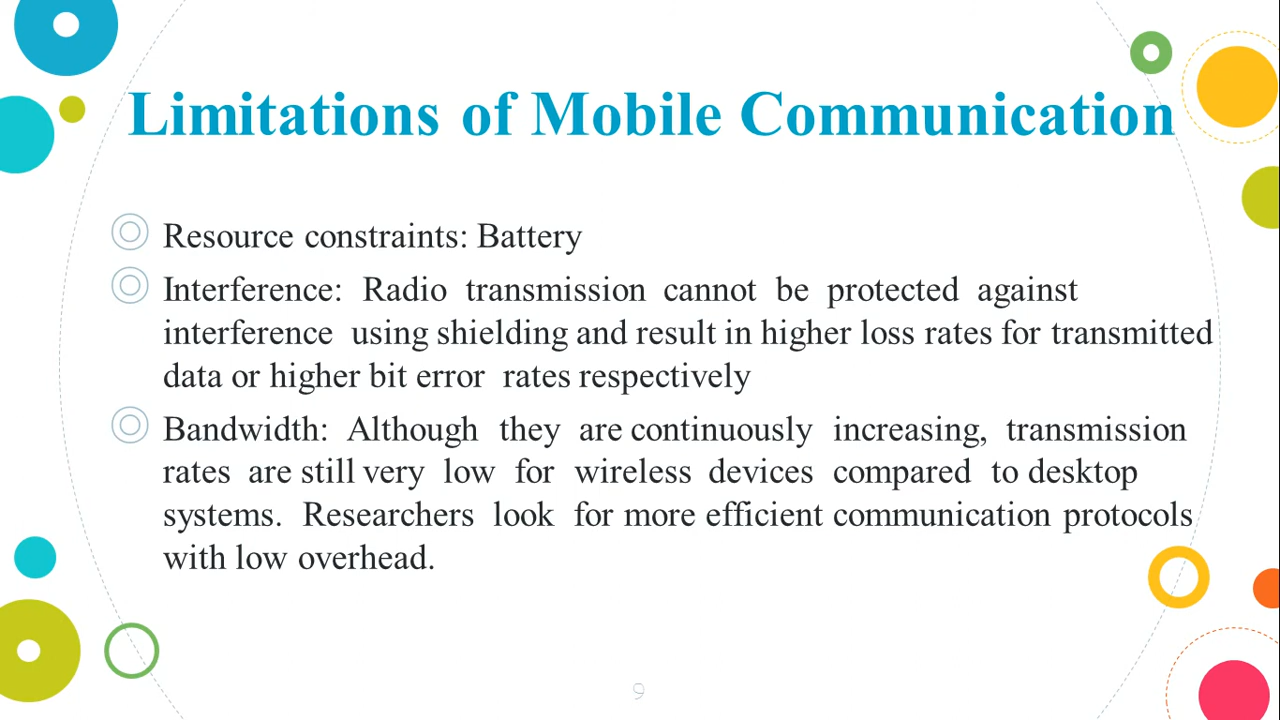 Limitations of Mobile Communication
Resource constraints: Battery
Interference: Radio transmission cannot be protected against
interference using shielding and result in higher loss rates for transmitted
data or higher bit error rates respectively
Bandwidth: Although they are continuously increasing, transmission
rates are still very low for wireless devices compared to desktop
systems. Researchers look for more efficient communication protocols
with low overhead.
9